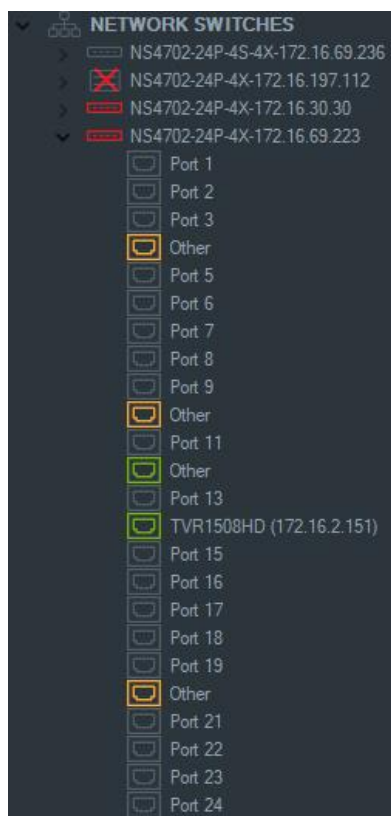 NETWORK SWITCHES
NS4702-24P-4S-4X-172.16.69.236
NS4702-24P-4X-172.16.197.112
NS4702-24P-4X-172.16.30.30
NS4702-24P-4X-172.16.69.223
Port 1
Port 2
Port 3
Other
Port 5
Port 6
Port 7
Port 8
Port 9
Other
Port 11
Other
Port 13
TVR1508HD (172.16.2.151)
Port 15
Port 16
Port 17
Port 18
Port 19
Other
Port 21
Port 22
Port 23
Port 24